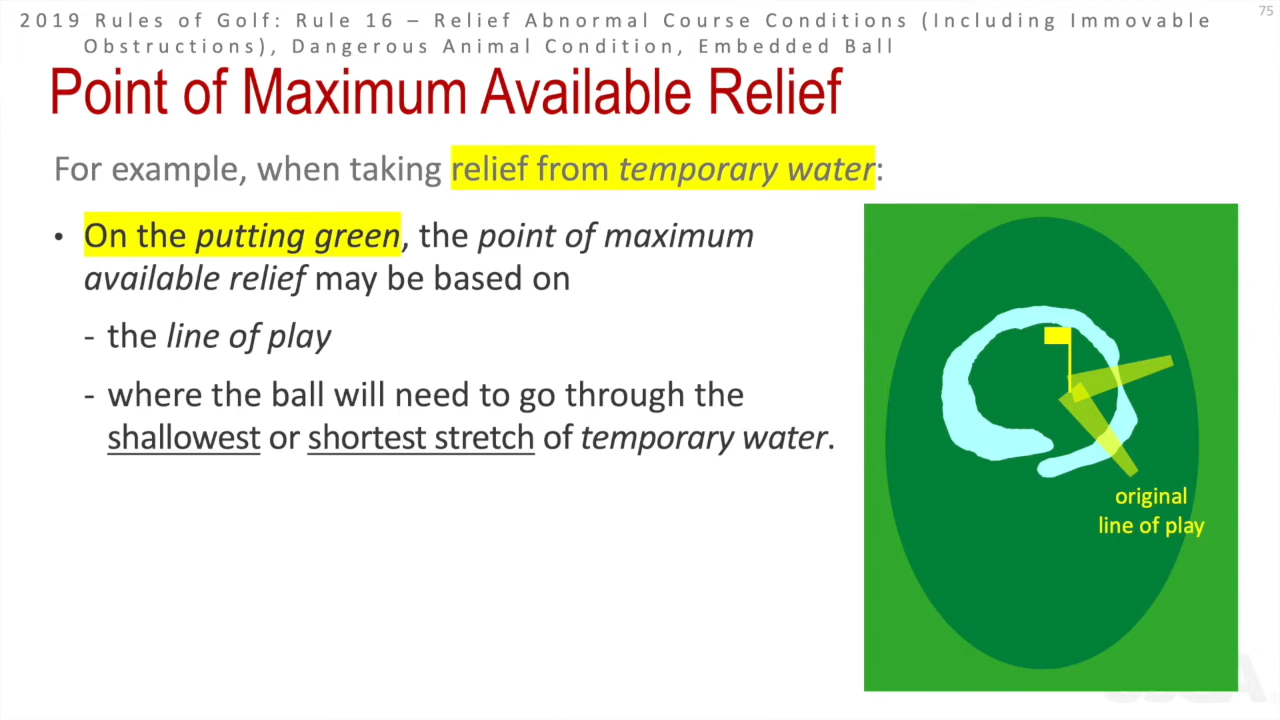 2019 Rules of Golf: Rule 16 – Relief Abnormal Course Conditions (Including Immovable
Obstructions), Dangerous Animal Condition, Embedded Ball
75
Point of Maximum Available Relief
For example, when taking relief from temporary water:
• On the putting green, the point of maximum
available relief may be based on
- the line of play
- where the ball will need to go through the
shallowest or shortest stretch of temporary water.
original
line of play